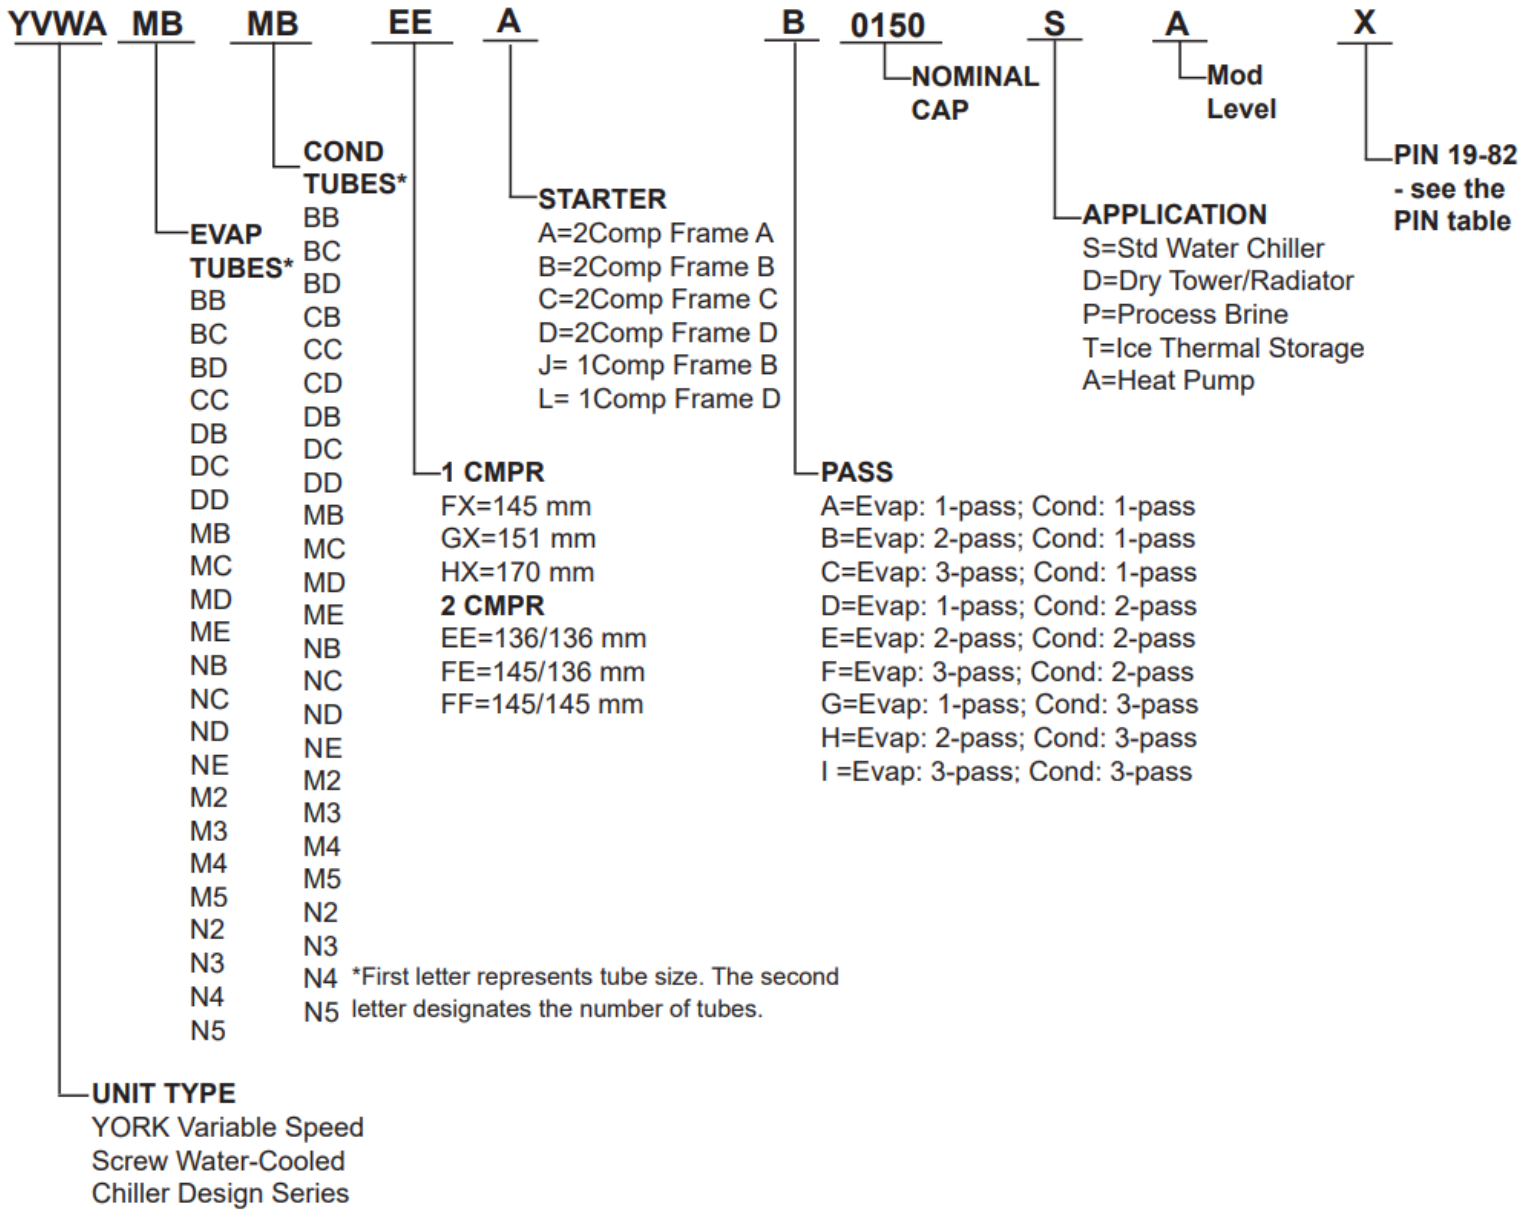 YVWA MB MB EE A B 0150 S A X
NOMINAL
CAP
Mod
Level
PIN 19-82
- see the
PIN table
COND
TUBES*
BB
BC
BD
CB
CC
CD
DB
DC
DD
MB
MC
MD
ME
NB
NC
ND
NE
M2
M3
M4
M5
N2
N3
N4
N5
EVAP
TUBES*
BB
BC
BD
CC
DB
DC
DD
MB
MC
MD
ME
NB
NC
ND
NE
M2
M3
M4
M5
N2
N3
N4
N5
STARTER
A=2Comp Frame A
B=2Comp Frame B
C=2Comp Frame C
D=2Comp Frame D
J= 1Comp Frame B
L= 1Comp Frame D
APPLICATION
S=Std Water Chiller
D=Dry Tower/Radiator
P=Process Brine
T=Ice Thermal Storage
A=Heat Pump
1 CMPR
FX=145 mm
GX=151 mm
HX=170 mm
2 CMPR
EE=136/136 mm
FE=145/136 mm
FF=145/145 mm
PASS
A=Evap: 1-pass; Cond: 1-pass
B=Evap: 2-pass; Cond: 1-pass
C=Evap: 3-pass; Cond: 1-pass
D=Evap: 1-pass; Cond: 2-pass
E=Evap: 2-pass; Cond: 2-pass
F=Evap: 3-pass; Cond: 2-pass
G=Evap: 1-pass; Cond: 3-pass
H=Evap: 2-pass; Cond: 3-pass
I =Evap: 3-pass; Cond: 3-pass
*First letter represents tube size. The second
letter designates the number of tubes.
UNIT TYPE
YORK Variable Speed
Screw Water-Cooled
Chiller Design Series